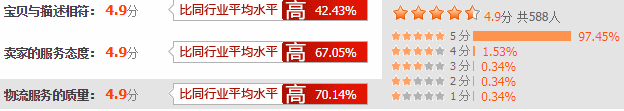 宝贝与描述相符： 4.9分 比同行业平均水平 高 42.43%
卖家的服务态度： 4.9分 比同行业平均水平 高 67.05%
物流服务的质量： 4.9分 比同行业平均水平 高 70.14%
4.9分 共588人
5 分 97.45%
4 分 1.53%
3 分 0.34%
2 分 0.34%
1 分 0.34%